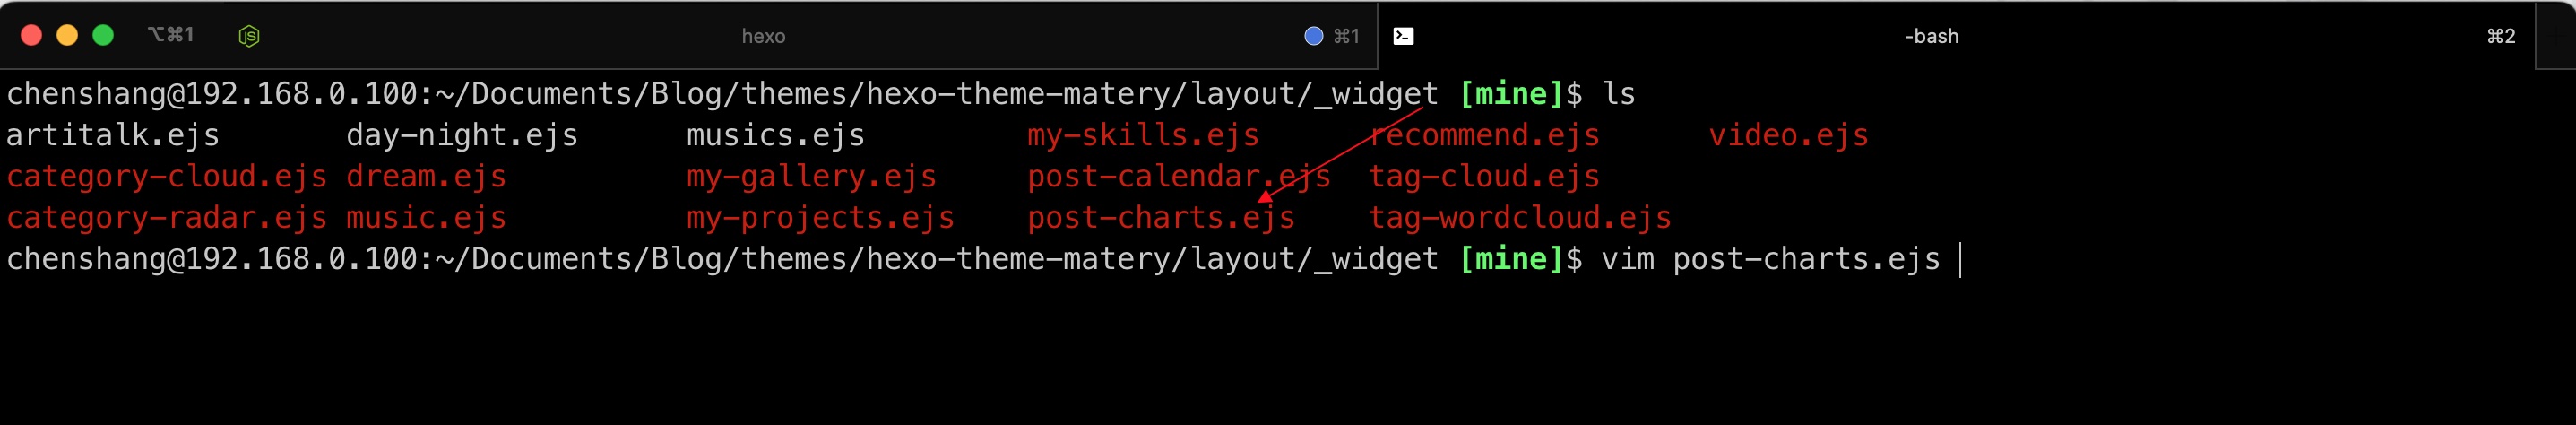 ⌥⌘1 JS hexo ⌘1 >_ -bash ⌘2
chenshang@192.168.0.100:~/Documents/Blog/themes/hexo-theme-matery/layout/_widget [mine]$ ls
artitalk.ejs day-night.ejs musics.ejs my-skills.ejs recommend.ejs video.ejs
category-cloud.ejs dream.ejs my-gallery.ejs post-calendar.ejs tag-cloud.ejs
category-radar.ejs music.ejs my-projects.ejs post-charts.ejs tag-wordcloud.ejs
chenshang@192.168.0.100:~/Documents/Blog/themes/hexo-theme-matery/layout/_widget [mine]$ vim post-charts.ejs